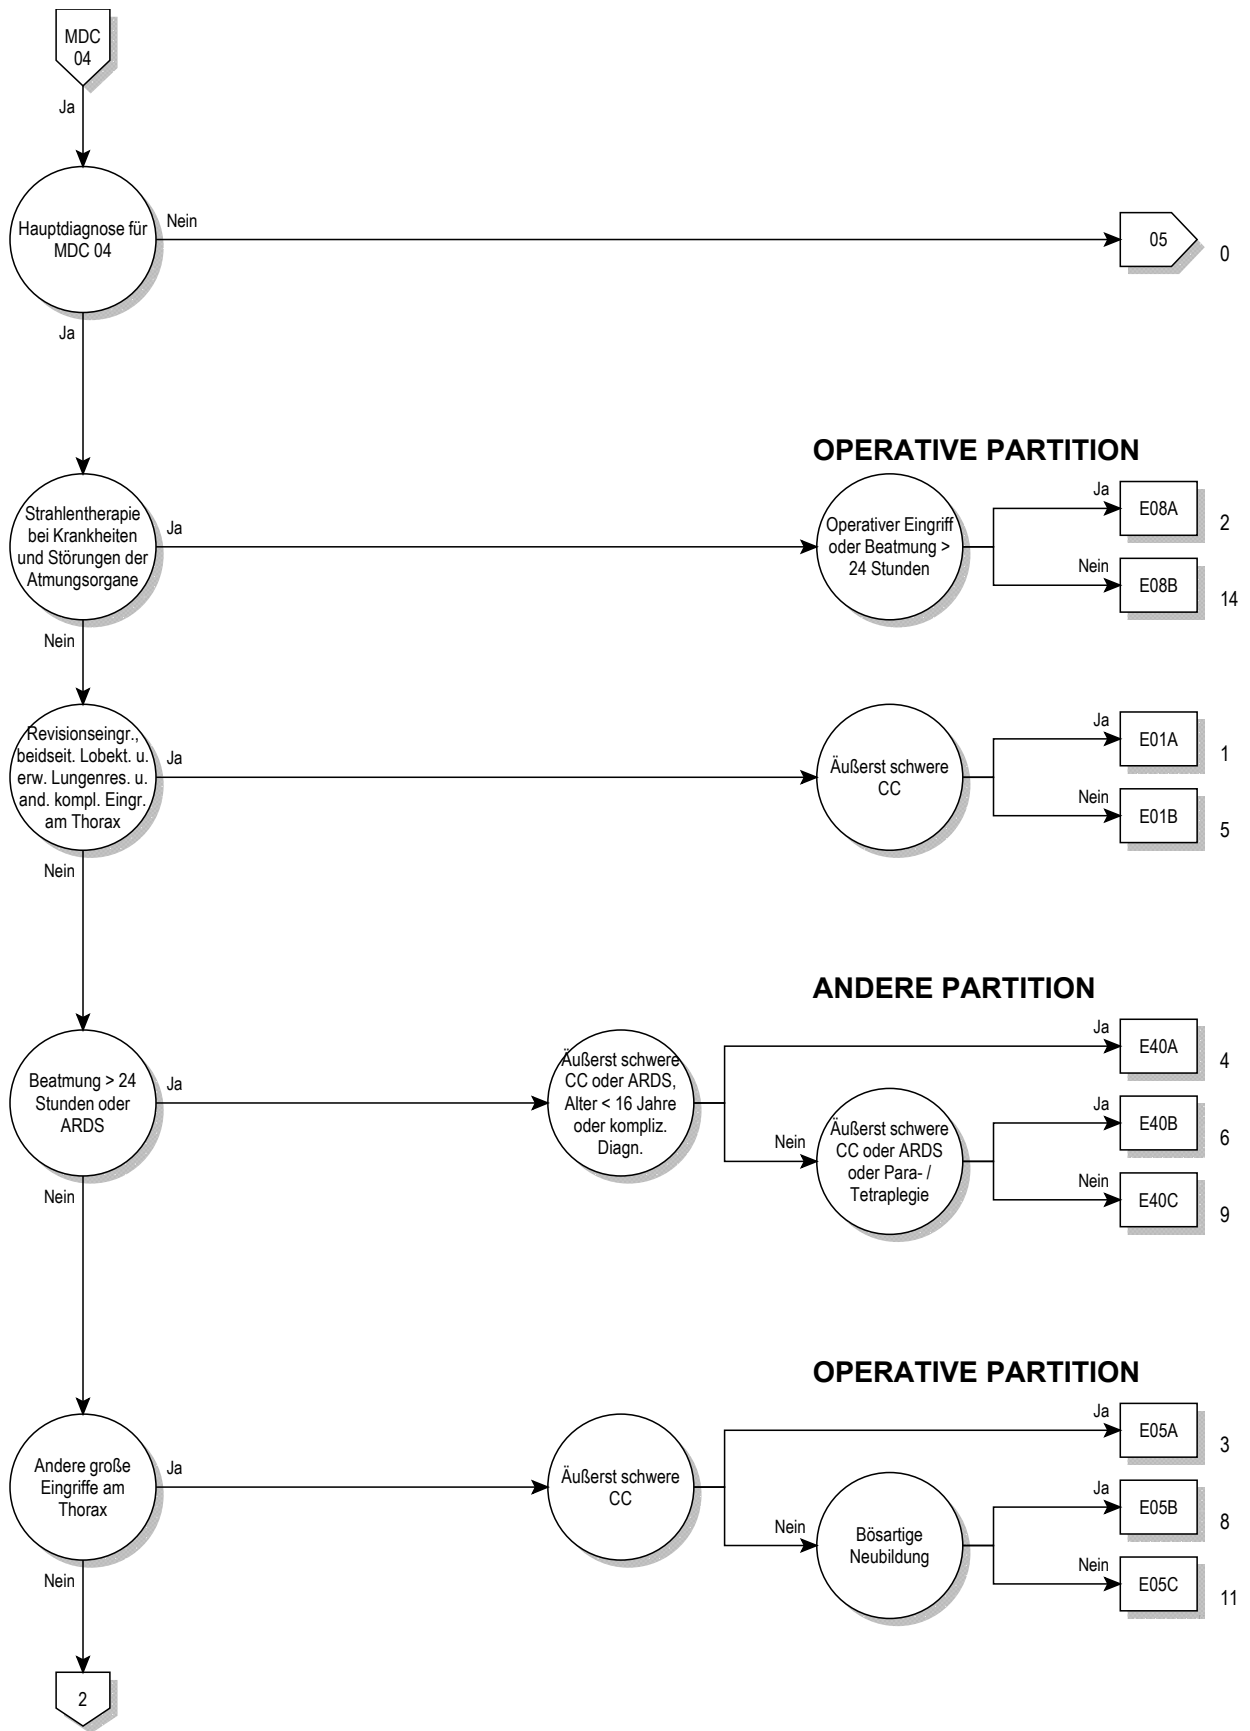 MDC
04
Ja
Hauptdiagnose für
MDC 04
Nein
05
0
Ja
OPERATIVE PARTITION
Strahlentherapie
bei Krankheiten
und Störungen der
Atmungsorgane
Ja
Operativer Eingriff
oder Beatmung >
24 Stunden
Ja
E08A
2
Nein
E08B
14
Nein
Revisionseingr.,
beidseit. Lobekt. u.
erw. Lungenres. u.
and. kompl. Eingr.
am Thorax
Ja
Äußerst schwere
CC
Ja
E01A
1
Nein
E01B
5
Nein
ANDERE PARTITION
Beatmung > 24
Stunden oder
ARDS
Ja
Äußerst schwere
CC oder ARDS,
Alter < 16 Jahre
oder kompliz.
Diagn.
Ja
E40A
4
Nein
Äußerst schwere
CC oder ARDS
oder Para- /
Tetraplegie
Ja
E40B
6
Nein
E40C
9
Nein
OPERATIVE PARTITION
Andere große
Eingriffe am
Thorax
Ja
Äußerst schwere
CC
Ja
E05A
3
Nein
Bösartige
Neubildung
Ja
E05B
8
Nein
E05C
11
Nein
2